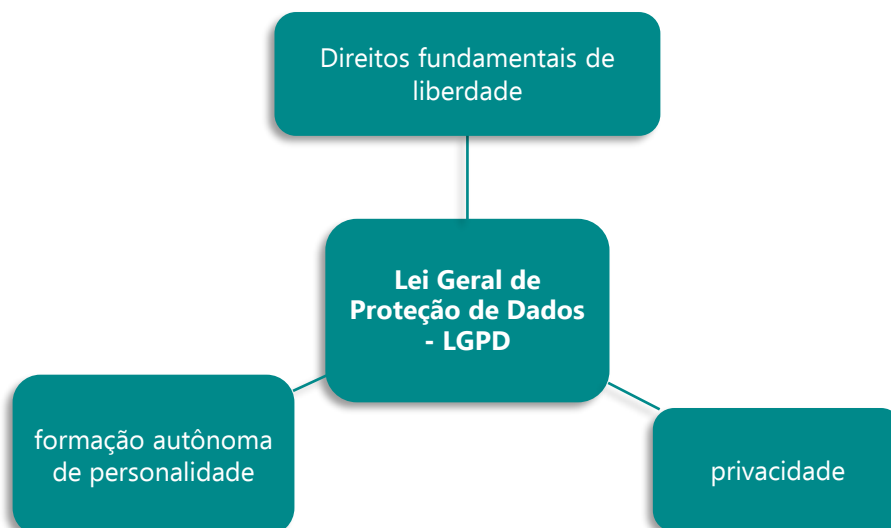 Direitos fundamentais de
liberdade
Lei Geral de
Proteção de Dados
- LGPD
formação autônoma
de personalidade
privacidade